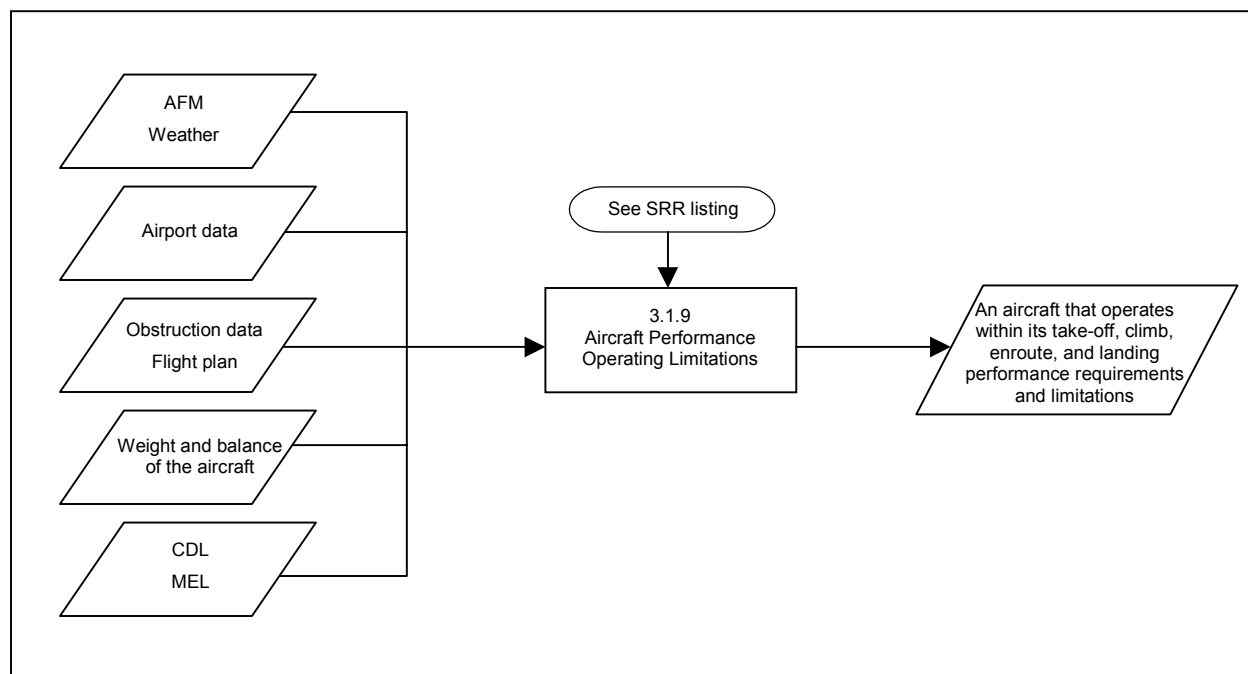 AFM
Weather
Airport data
Obstruction data
Flight plan
Weight and balance
of the aircraft
CDL
MEL
See SRR listing
3.1.9
Aircraft Performance
Operating Limitations
An aircraft that operates
within its take-off, climb,
enroute, and landing
performance requirements
and limitations